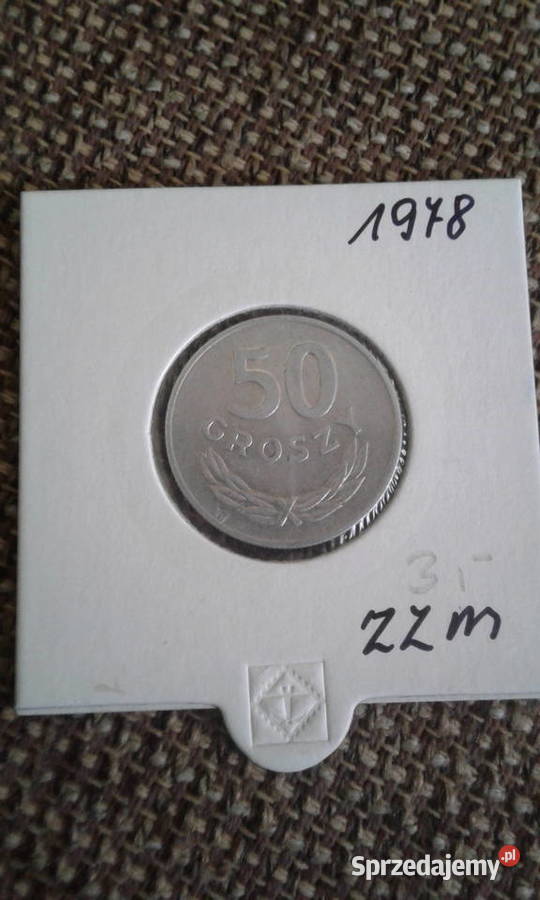 1978
50
GROSZY
3,-
ZZM
Sprzedajemy.pl